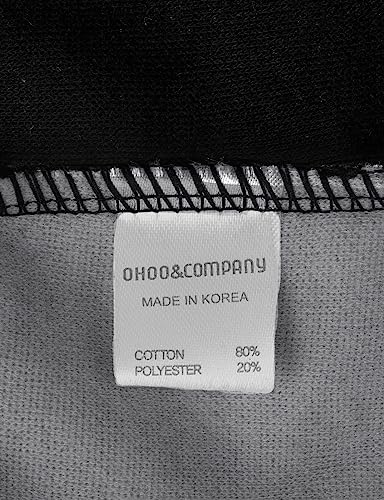 OHOO&COMPANY
MADE IN KOREA
COTTON 80%
POLYESTER 20%